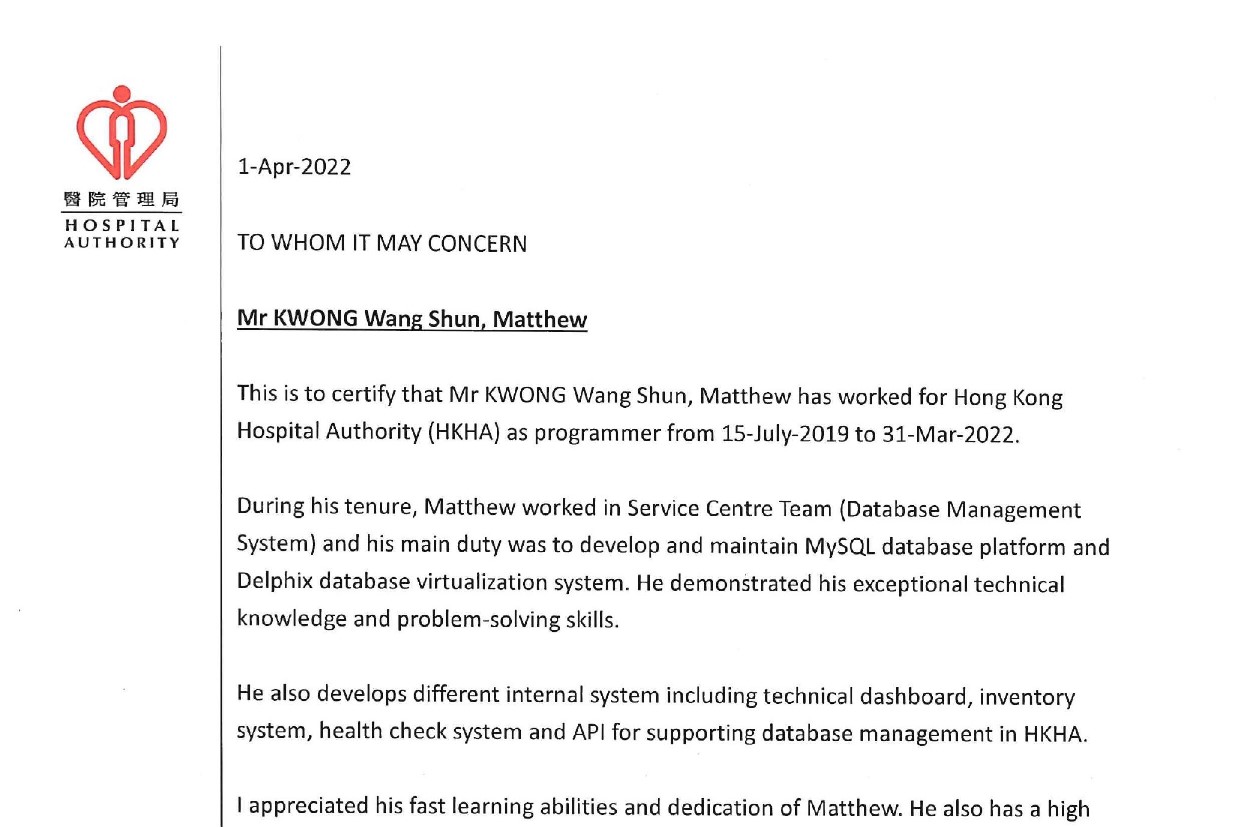 醫院管理局
HOSPITAL
AUTHORITY
1-Apr-2022
TO WHOM IT MAY CONCERN
Mr KWONG Wang Shun, Matthew
This is to certify that Mr KWONG Wang Shun, Matthew has worked for Hong Kong
Hospital Authority (HKHA) as programmer from 15-July-2019 to 31-Mar-2022.
During his tenure, Matthew worked in Service Centre Team (Database Management
System) and his main duty was to develop and maintain MySQL database platform and
Delphix database virtualization system. He demonstrated his exceptional technical
knowledge and problem-solving skills.
He also develops different internal system including technical dashboard, inventory
system, health check system and API for supporting database management in HKHA.
I appreciated his fast learning abilities and dedication of Matthew. He also has a high